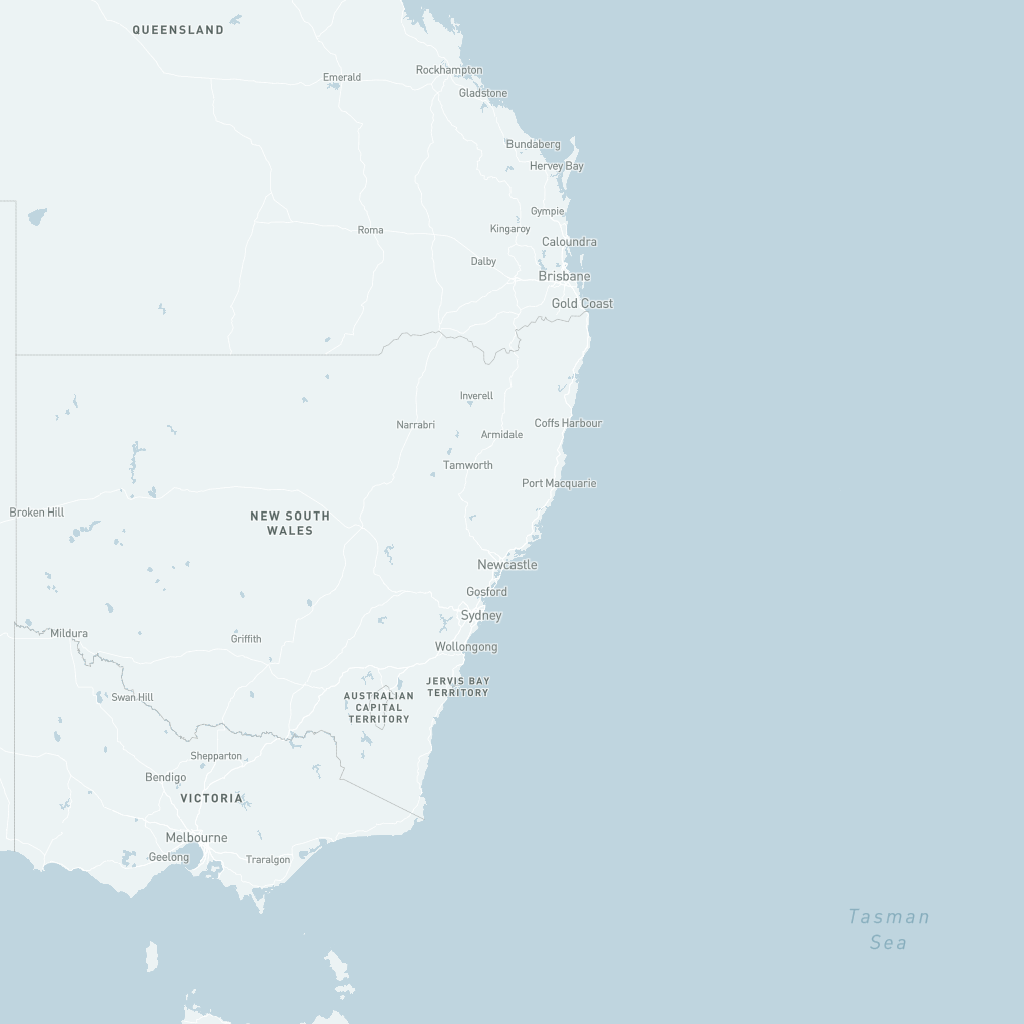 QUEENSLAND
Rockhampton
Emerald
Gladstone
Bundaberg
Hervey Bay
Gympie
Roma
Kingaroy
Caloundra
Dalby
Brisbane
Gold Coast
Inverell
Narrabri
Coffs Harbour
Armidale
Tamworth
Port Macquarie
Broken Hill
NEW SOUTH
WALES
Newcastle
Gosford
Sydney
Mildura
Griffith
Wollongong
JERVIS BAY
TERRITORY
Swan Hill
AUSTRALIAN
CAPITAL
TERRITORY
Shepparton
Bendigo
VICTORIA
Melbourne
Geelong
Traralgon
Tasman
Sea